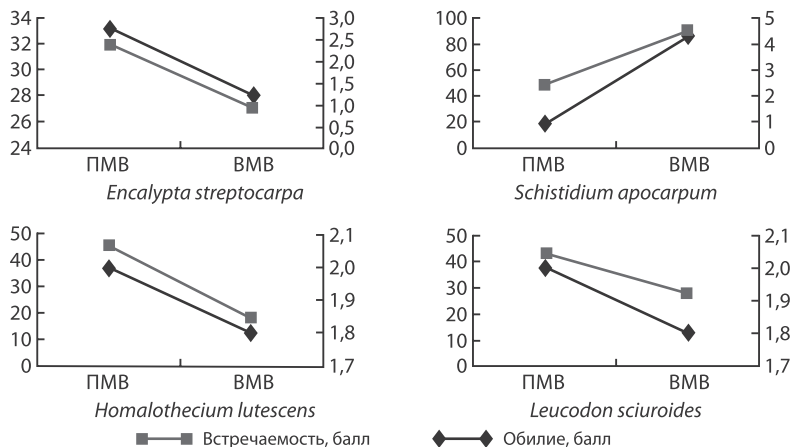 34 3,0
32 2,5
30 2,0
28 1,5
26 1,0
24 0,5
0,0
ПМВ ВМВ
Encalypta streptocarpa
100 5
80 4
60 3
40 2
20 1
0 0
ПМВ ВМВ
Schistidium apocarpum
50 2,1
40 2,0
30 1,9
20 1,8
10 1,7
0
ПМВ ВМВ
Homalothecium lutescens
50 2,1
40 2,0
30 1,9
20 1,8
10 1,7
0
ПМВ ВМВ
Leucodon sciuroides
Встречаемость, балл Обилие, балл